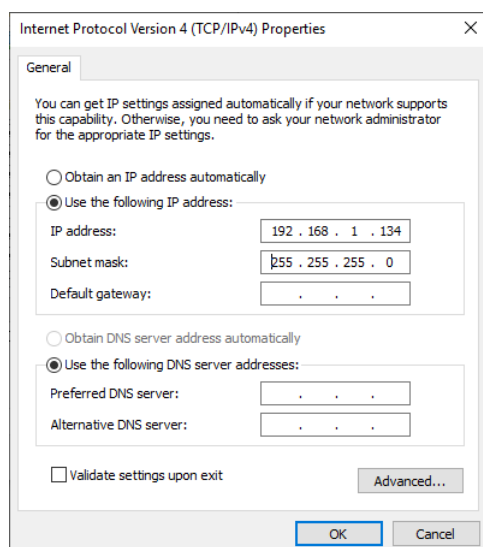 Internet Protocol Version 4 (TCP/IPv4) Properties
General
You can get IP settings assigned automatically if your network supports
this capability. Otherwise, you need to ask your network administrator
for the appropriate IP settings.
Obtain an IP address automatically
Use the following IP address:
IP address: 192 . 168 . 1 . 134
Subnet mask: 255 . 255 . 255 . 0
Default gateway: . . .
Obtain DNS server address automatically
Use the following DNS server addresses:
Preferred DNS server: . . .
Alternative DNS server: . . .
Validate settings upon exit
Advanced...
OK Cancel